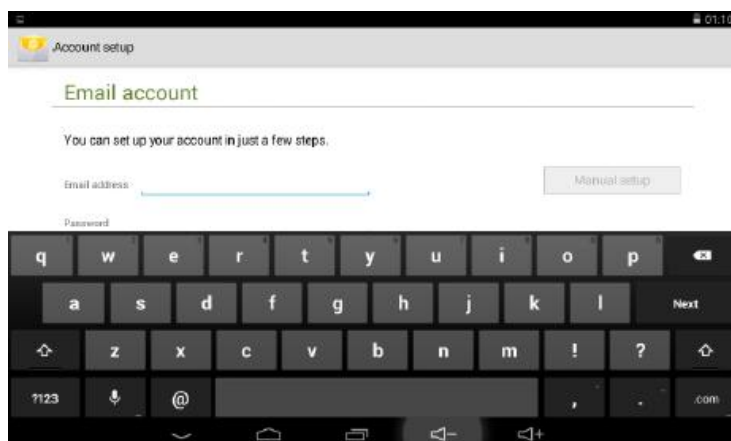 01:10
Account setup
Email account
You can set up your account in just a few steps.
Email address
Manual setup
Password
q w e r t y u i o p
a s d f g h j k l Next
z x c v b n m ! ?
?123 @ , . .com